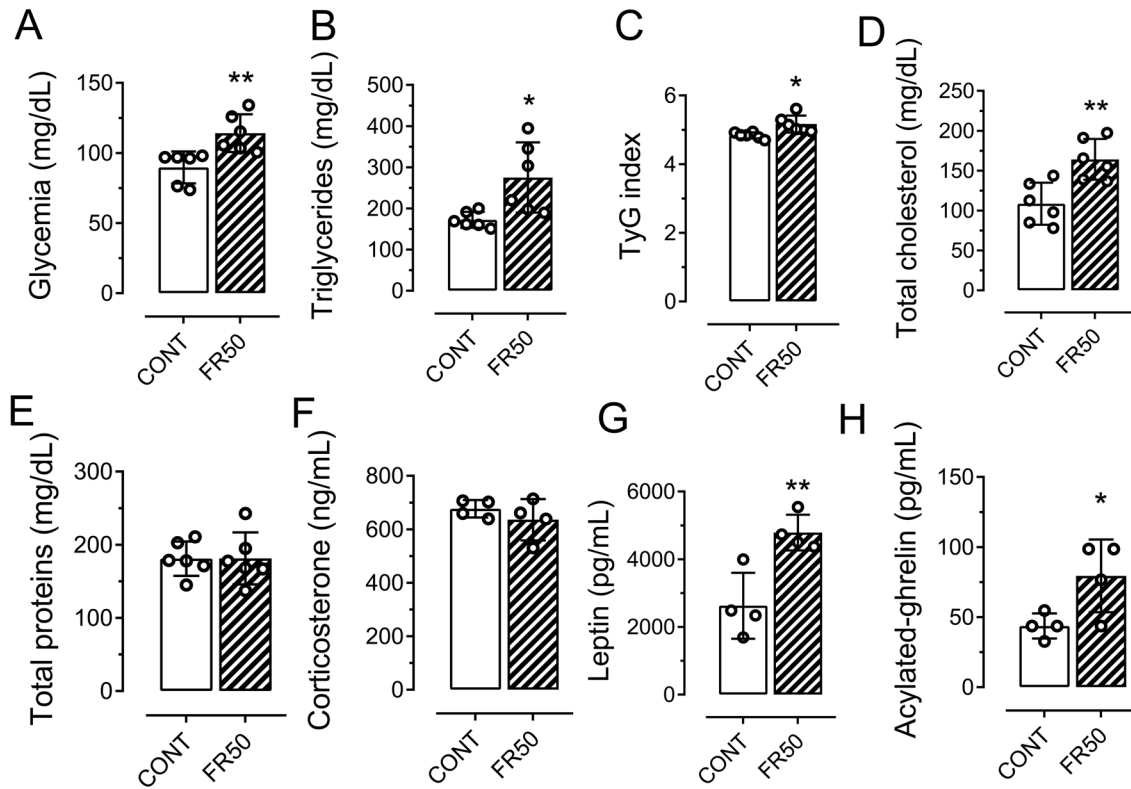 A
Glycemia (mg/dL)
150
100
50
0
**
CONT
FR50
B
Triglycerides (mg/dL)
500
400
300
200
100
0
*
CONT
FR50
C
TyG index
6
4
2
0
*
CONT
FR50
D
Total cholesterol (mg/dL)
250
200
150
100
50
0
**
CONT
FR50
E
Total proteins (mg/dL)
300
200
100
0
CONT
FR50
F
Corticosterone (ng/mL)
800
600
400
200
0
CONT
FR50
G
Leptin (pg/mL)
6000
4000
2000
0
**
CONT
FR50
H
Acylated-ghrelin (pg/mL)
150
100
50
0
*
CONT
FR50